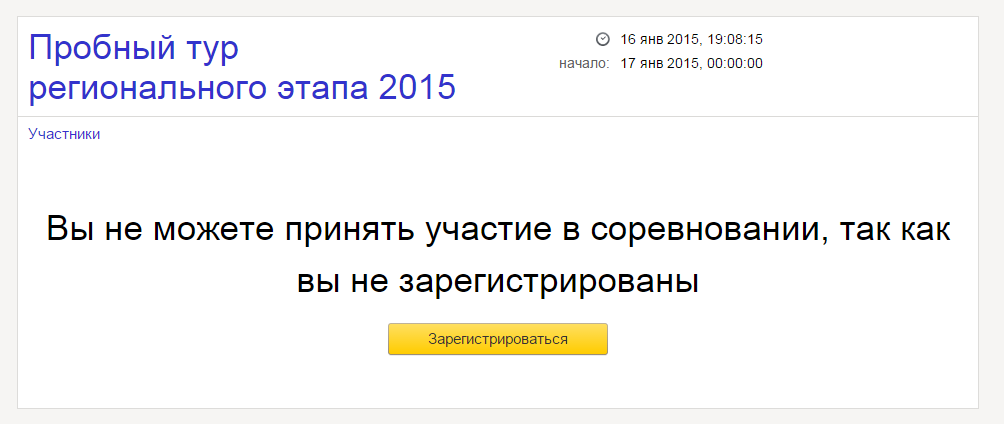 Пробный тур
регионального этапа 2015
16 янв 2015, 19:08:15
начало: 17 янв 2015, 00:00:00
Участники
Вы не можете принять участие в соревновании, так как
вы не зарегистрированы
Зарегистрироваться